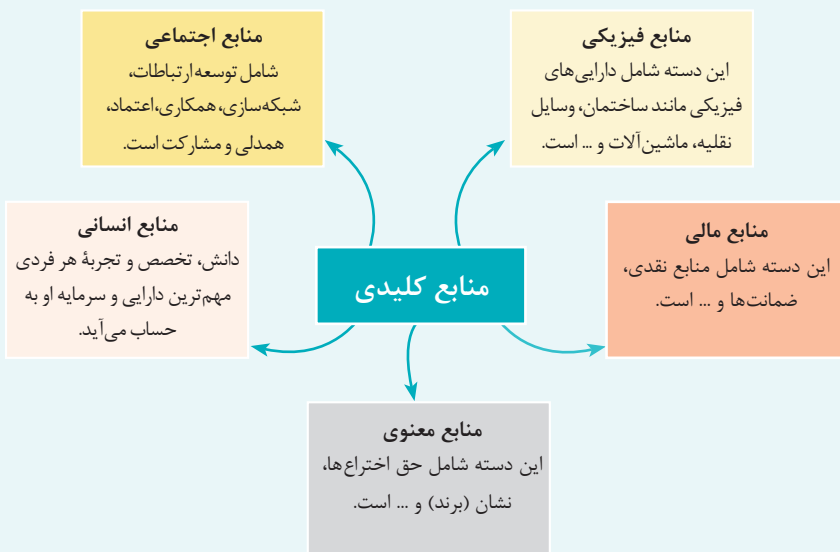 منابع فیزیکی
این دسته شامل دارایی‌های
فیزیکی مانند ساختمان، وسایل
نقلیه، ماشین‌آلات و ... است.
منابع اجتماعی
شامل توسعه ارتباطات،
شبکه‌سازی، همکاری، اعتماد،
همدلی و مشارکت است.
منابع مالی
این دسته شامل منابع نقدی،
ضمانت‌ها و ... است.
منابع کلیدی
منابع انسانی
دانش، تخصص و تجربهٔ هر فردی
مهم‌ترین دارایی و سرمایه او به
حساب می‌آید.
منابع معنوی
این دسته شامل حق اختراع‌ها،
نشان (برند) و ... است.